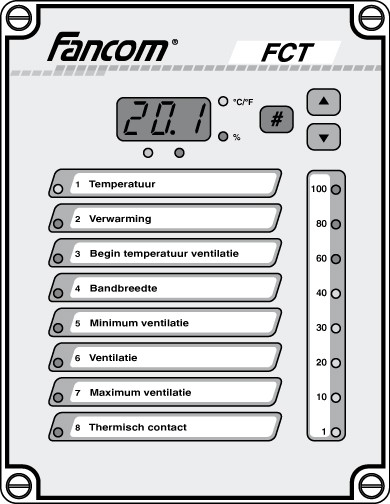 Fancom®
FCT
20.1
°C/°F
#
%
1 Temperatuur
2 Verwarming
3 Begin temperatuur ventilatie
4 Bandbreedte
5 Minimum ventilatie
6 Ventilatie
7 Maximum ventilatie
8 Thermisch contact
100
80
60
40
30
20
10
1